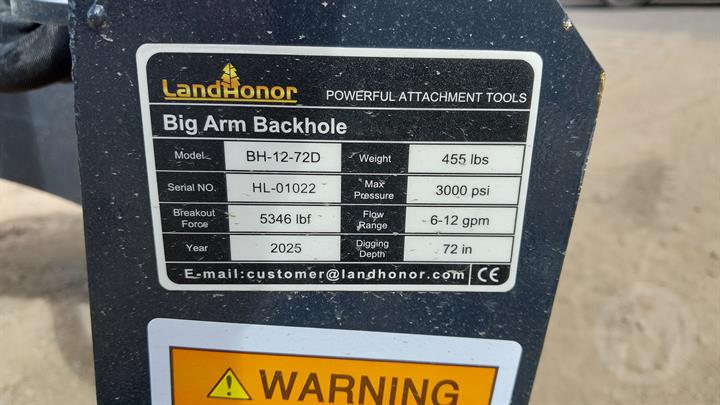 LandHonor POWERFUL ATTACHMENT TOOLS
Big Arm Backhole
Model BH-12-72D Weight 455 lbs
Serial NO. HL-01022 Max Pressure 3000 psi
Breakout Force 5346 lbf Flow Range 6-12 gpm
Year 2025 Digging Depth 72 in
E-mail:customer@landhonor.com CE
WARNING